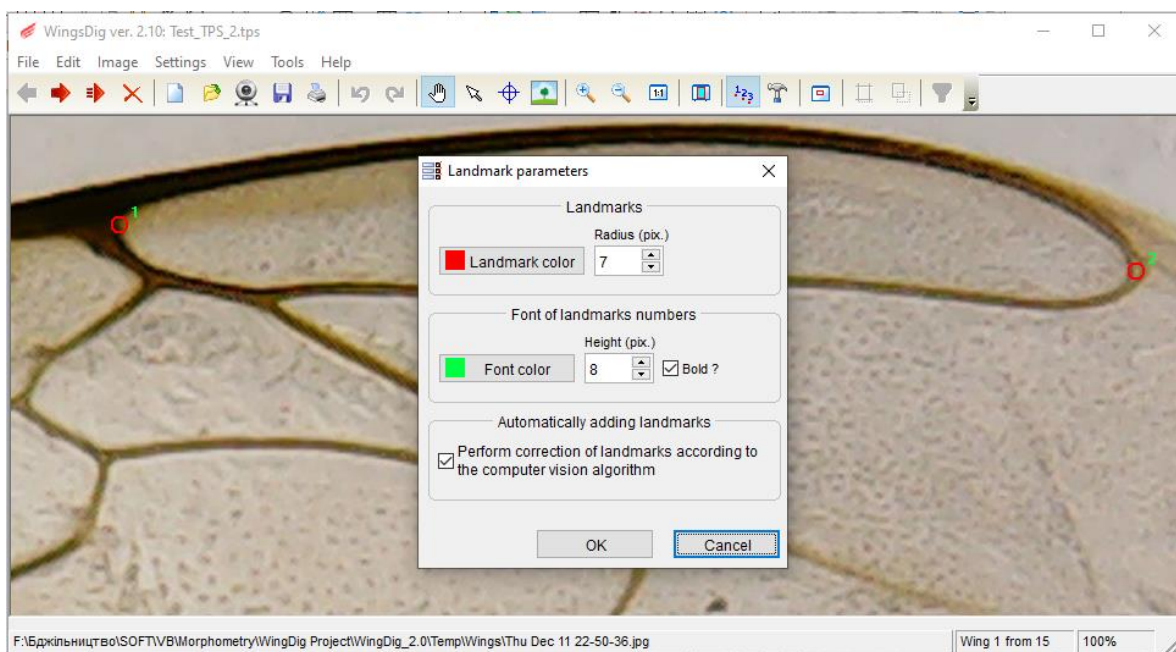 WingsDig ver. 2.10: Test_TPS_2.tps
File Edit Image Settings View Tools Help
1:1
123
1
2
Landmark parameters
Landmarks
Radius (pix.)
Landmark color 7
Font of landmarks numbers
Height (pix.)
Font color 8 Bold ?
Automatically adding landmarks
Perform correction of landmarks according to
the computer vision algorithm
OK Cancel
F:\Бджільництво\SOFT\VB\Morphometry\WingDig Project\WingDig_2.0\Temp\Wings\Thu Dec 11 22-50-36.jpg Wing 1 from 15 100%